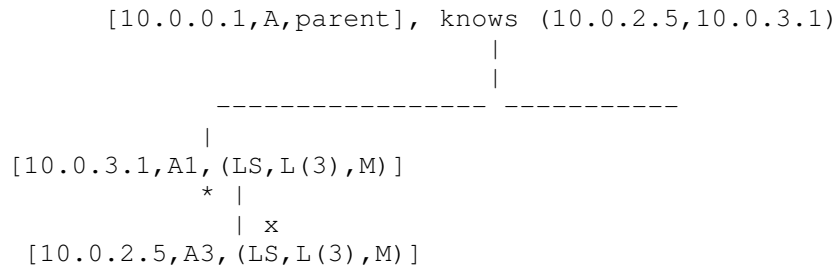 [10.0.0.1,A,parent], knows (10.0.2.5,10.0.3.1)
|
|
----------------- -----------
|
[10.0.3.1,A1,(LS,L(3),M)]
* |
| x
[10.0.2.5,A3,(LS,L(3),M)]